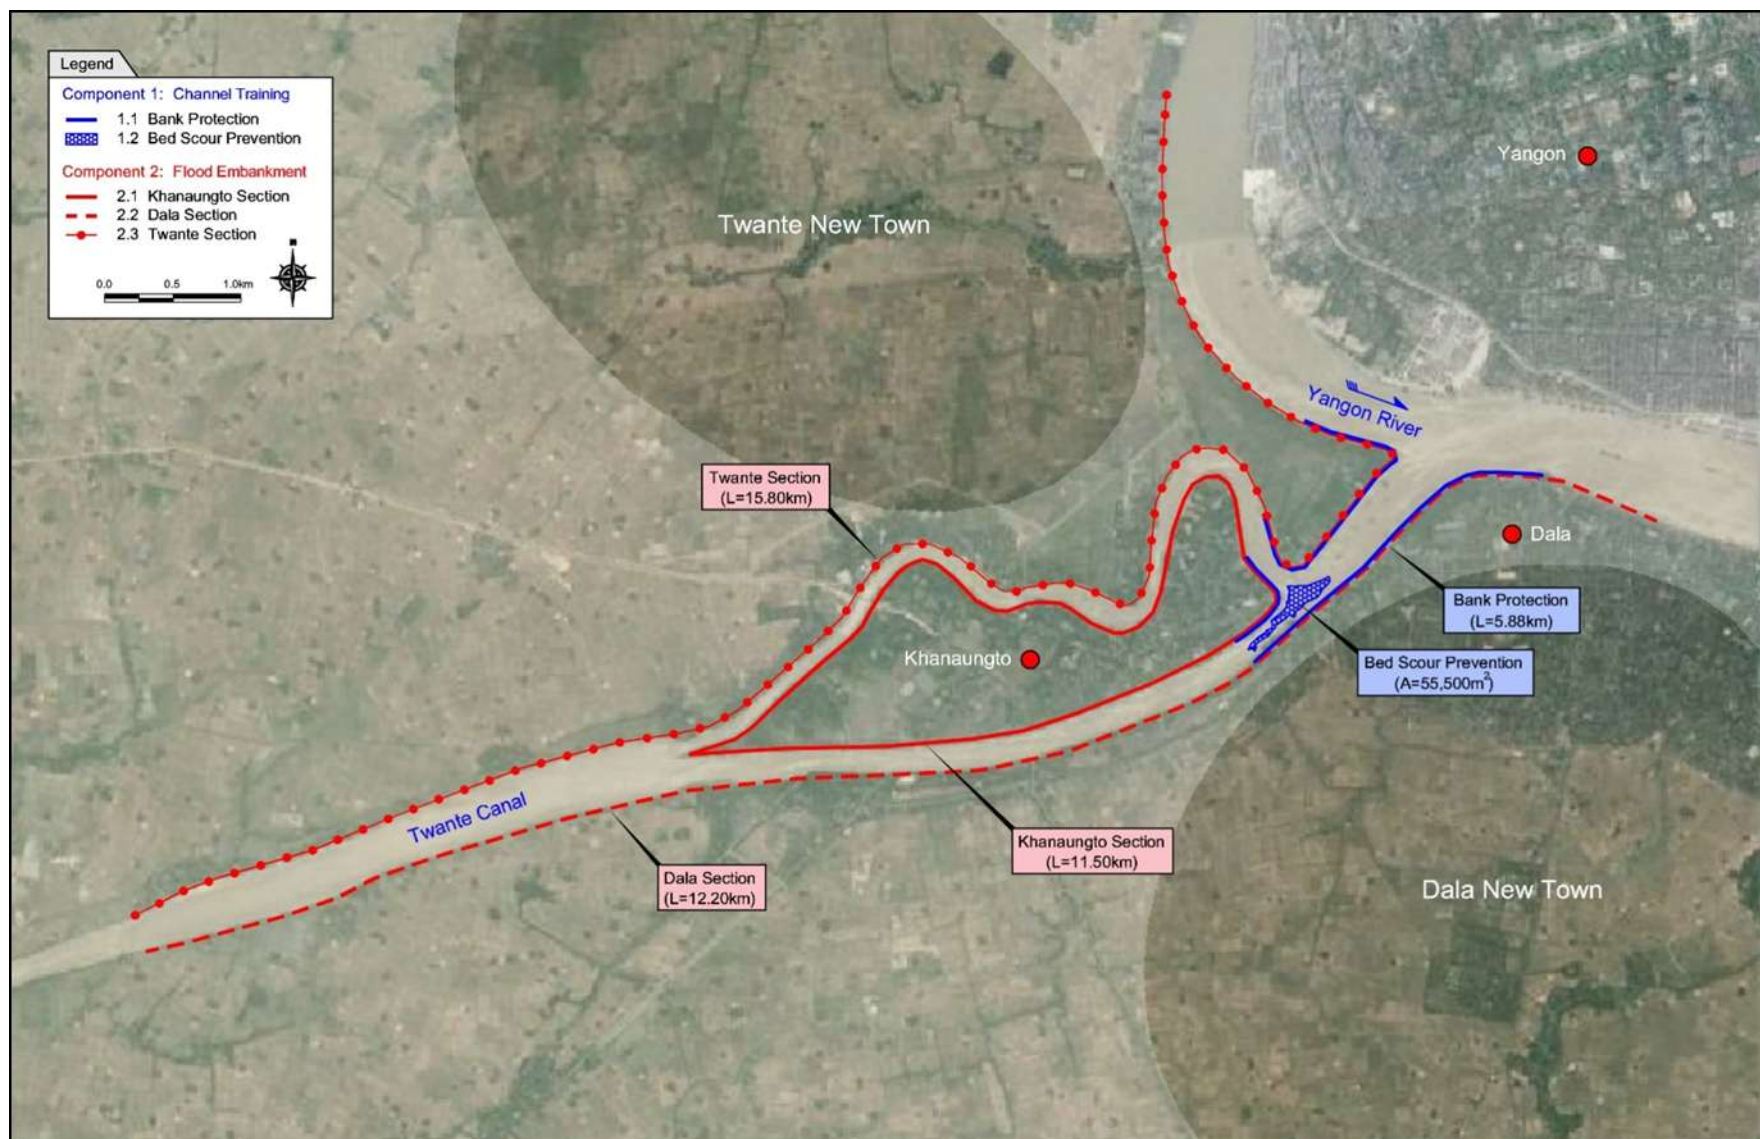 Legend
Component 1: Channel Training
1.1 Bank Protection
1.2 Bed Scour Prevention
Component 2: Flood Embankment
2.1 Khanaungto Section
2.2 Dala Section
2.3 Twante Section
0.0 0.5 1.0km
Yangon
Twante New Town
Yangon River
Twante Section
(L=15.80km)
Dala
Bank Protection
(L=5.88km)
Khanaungto
Bed Scour Prevention
(A=55,500m²)
Twante Canal
Khanaungto Section
(L=11.50km)
Dala Section
(L=12.20km)
Dala New Town